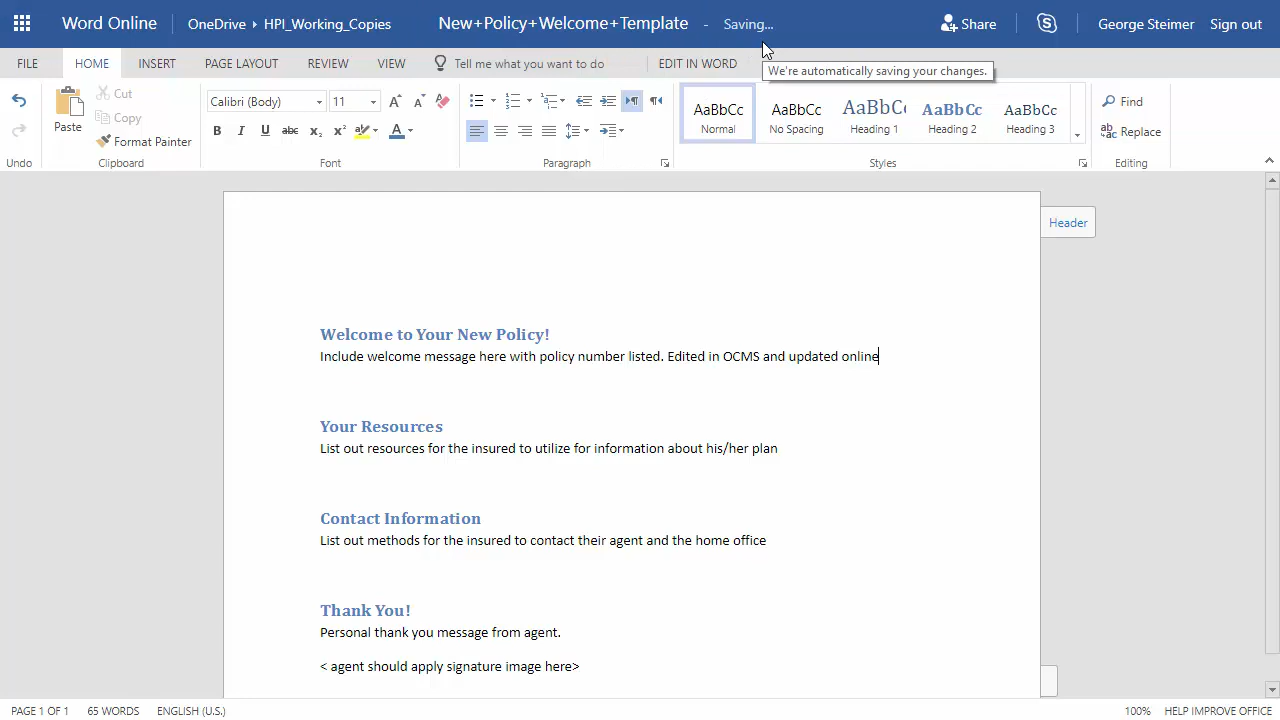 Word Online OneDrive HPI_Working_Copies New+Policy+Welcome+Template - Saving... Share George Steimer Sign out
FILE HOME INSERT PAGE LAYOUT REVIEW VIEW Tell me what you want to do EDIT IN WORD
We're automatically saving your changes.
Paste
Cut
Copy
Format Painter
Calibri (Body) 11
B I U abc x₂ x² A
AaBbCc Normal
AaBbCc No Spacing
AaBbCc Heading 1
AaBbCc Heading 2
AaBbCc Heading 3
Find
Replace
Undo Clipboard Font Paragraph Styles Editing
Header
Welcome to Your New Policy!
Include welcome message here with policy number listed. Edited in OCMS and updated online
Your Resources
List out resources for the insured to utilize for information about his/her plan
Contact Information
List out methods for the insured to contact their agent and the home office
Thank You!
Personal thank you message from agent.
< agent should apply signature image here>
PAGE 1 OF 1 65 WORDS ENGLISH (U.S.) 100% HELP IMPROVE OFFICE